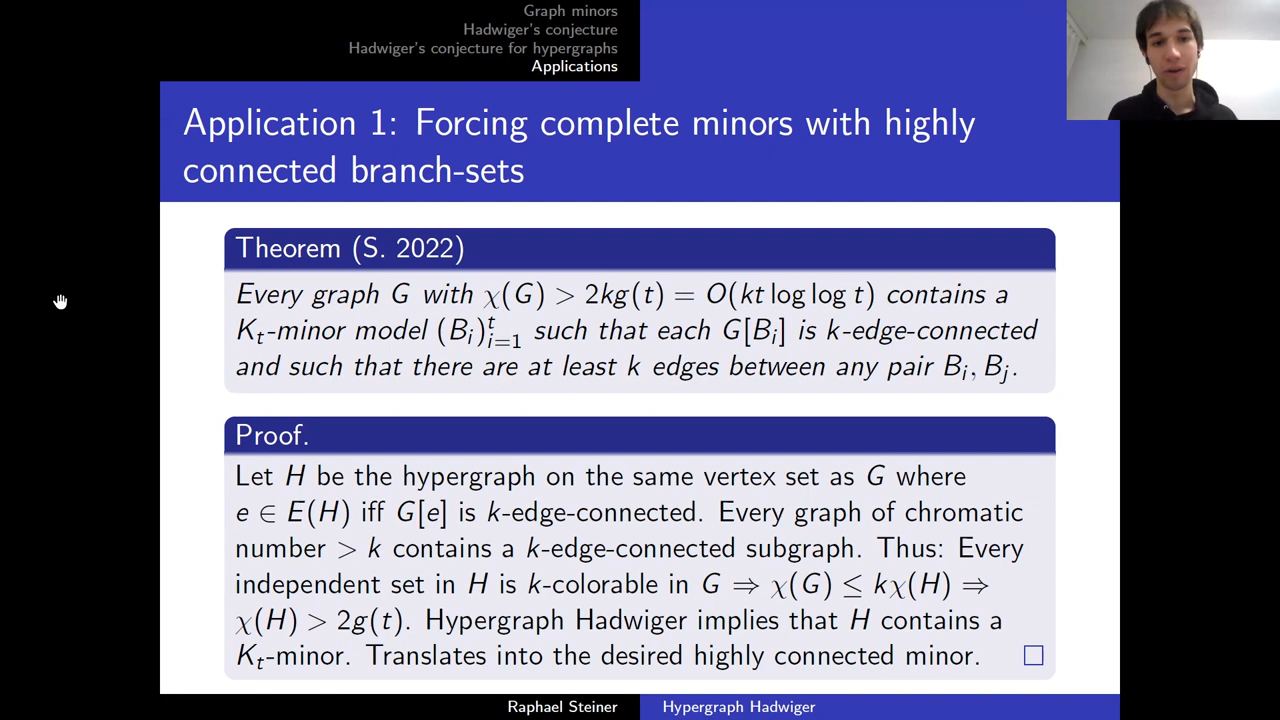 Graph minors
Hadwiger's conjecture
Hadwiger's conjecture for hypergraphs
Applications
Application 1: Forcing complete minors with highly
connected branch-sets
Theorem (S. 2022)
Every graph G with χ(G) > 2kg(t) = O(kt log log t) contains a
K_t-minor model (B_i)_{i=1}^t such that each G[B_i] is k-edge-connected
and such that there are at least k edges between any pair B_i, B_j.
Proof.
Let H be the hypergraph on the same vertex set as G where
e ∈ E(H) iff G[e] is k-edge-connected. Every graph of chromatic
number > k contains a k-edge-connected subgraph. Thus: Every
independent set in H is k-colorable in G ⇒ χ(G) ≤ kχ(H) ⇒
χ(H) > 2g(t). Hypergraph Hadwiger implies that H contains a
K_t-minor. Translates into the desired highly connected minor. □
Raphael Steiner
Hypergraph Hadwiger